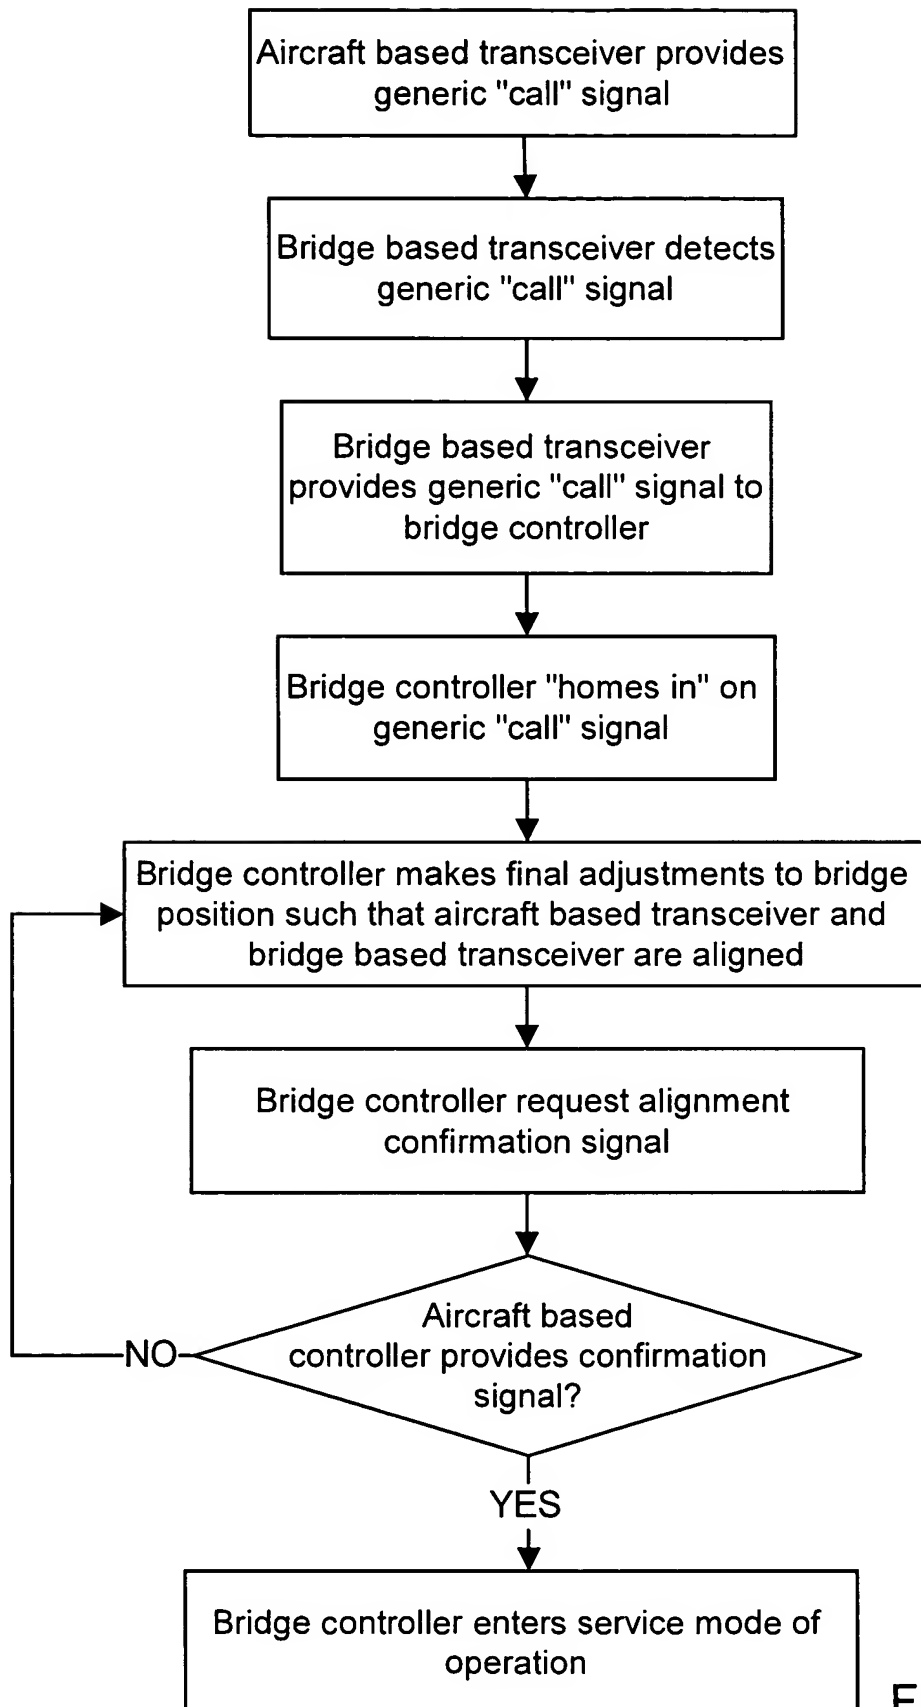 Aircraft based transceiver provides
generic "call" signal
Bridge based transceiver detects
generic "call" signal
Bridge based transceiver
provides generic "call" signal to
bridge controller
Bridge controller "homes in" on
generic "call" signal
Bridge controller makes final adjustments to bridge
position such that aircraft based transceiver and
bridge based transceiver are aligned
Bridge controller request alignment
confirmation signal
Aircraft based
controller provides confirmation
signal?
NO
YES
Bridge controller enters service mode of
operation